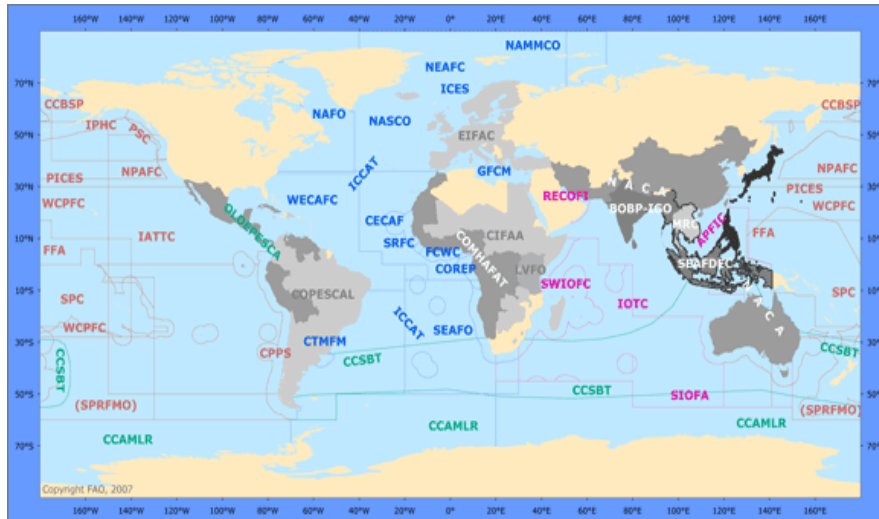 160°W 140°W 120°W 100°W 80°W 60°W 40°W 20°W 0° 20°E 40°E 60°E 80°E 100°E 120°E 140°E 160°E
NAMMCO
NEAFC
70°N 70°N
ICES
CCBSP CCBSP
NAFO
IPHC PSC NASCO
50°N 50°N
EIFAC
NPAFC ICCAT GFCM NPAFC
30°N PICES NACA PICES 30°N
WCPFC WECAFC RECOFI BOBP-IGO WCPFC
OLDEPESCA CECAF MRC APFIC
IATTC SRFC CIFAA FFA
10°N FFA FCWC COMHAFAT 10°N
COREP LVFO SEAFDEC
SWIOFC
10°S SPC COPESCAL IOTC NACA SPC 10°S
WCPFC ICCAT SEAFO
30°S CTMFM 30°S
CCSBT CPPS CCSBT CCSBT
CCSBT
50°S (SPRFMO) SIOFA (SPRFMO) 50°S
CCAMLR CCAMLR CCAMLR
70°S 70°S
Copyright FAO, 2007
160°W 140°W 120°W 100°W 80°W 60°W 40°W 20°W 0° 20°E 40°E 60°E 80°E 100°E 120°E 140°E 160°E